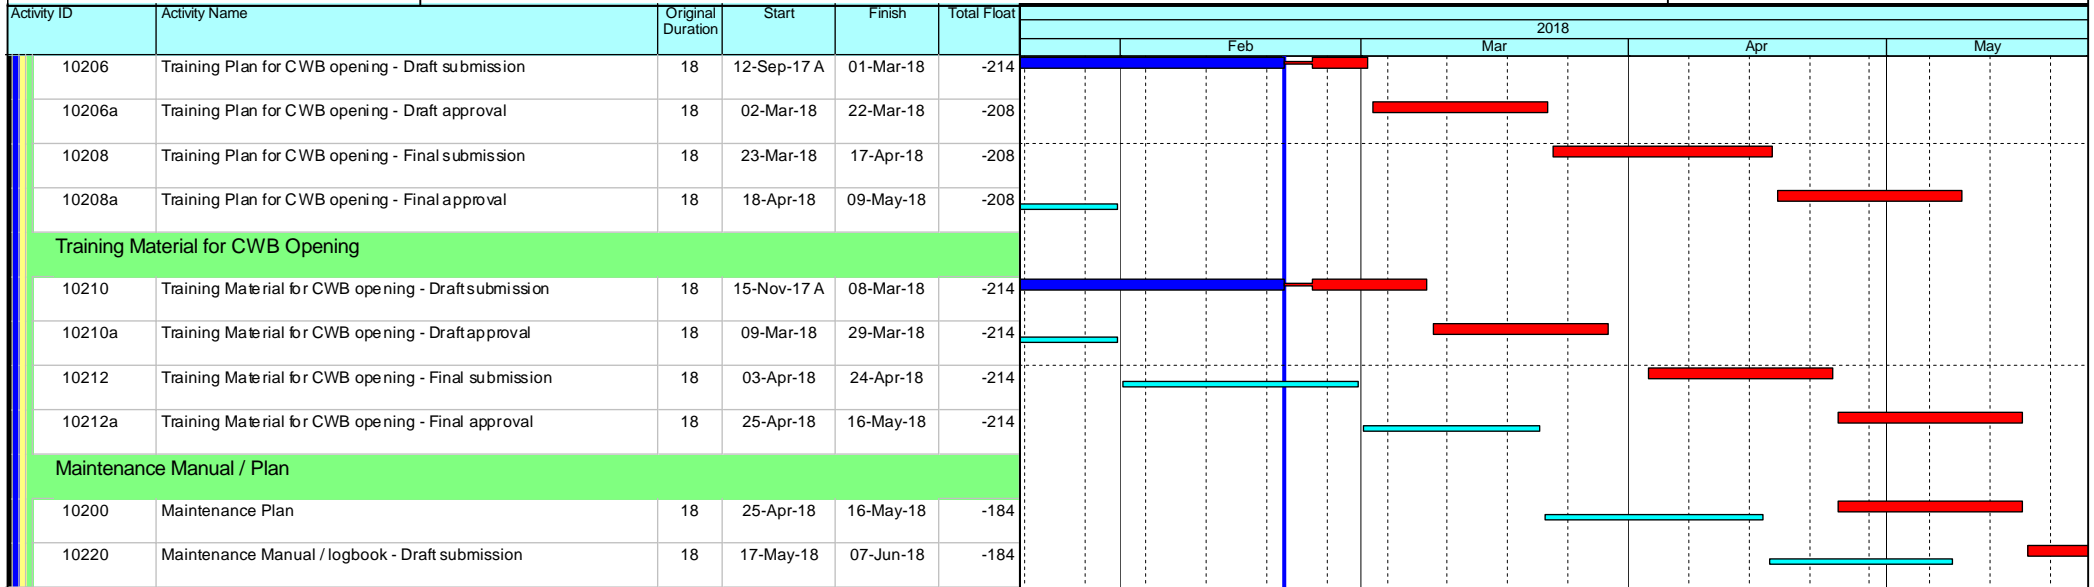 Activity ID Activity Name Original Duration Start Finish Total Float
2018
Feb Mar Apr May
10206 Training Plan for CWB opening - Draft submission 18 12-Sep-17 A 01-Mar-18 -214
10206a Training Plan for CWB opening - Draft approval 18 02-Mar-18 22-Mar-18 -208
10208 Training Plan for CWB opening - Final submission 18 23-Mar-18 17-Apr-18 -208
10208a Training Plan for CWB opening - Final approval 18 18-Apr-18 09-May-18 -208
Training Material for CWB Opening
10210 Training Material for CWB opening - Draft submission 18 15-Nov-17 A 08-Mar-18 -214
10210a Training Material for CWB opening - Draft approval 18 09-Mar-18 29-Mar-18 -214
10212 Training Material for CWB opening - Final submission 18 03-Apr-18 24-Apr-18 -214
10212a Training Material for CWB opening - Final approval 18 25-Apr-18 16-May-18 -214
Maintenance Manual / Plan
10200 Maintenance Plan 18 25-Apr-18 16-May-18 -184
10220 Maintenance Manual / logbook - Draft submission 18 17-May-18 07-Jun-18 -184